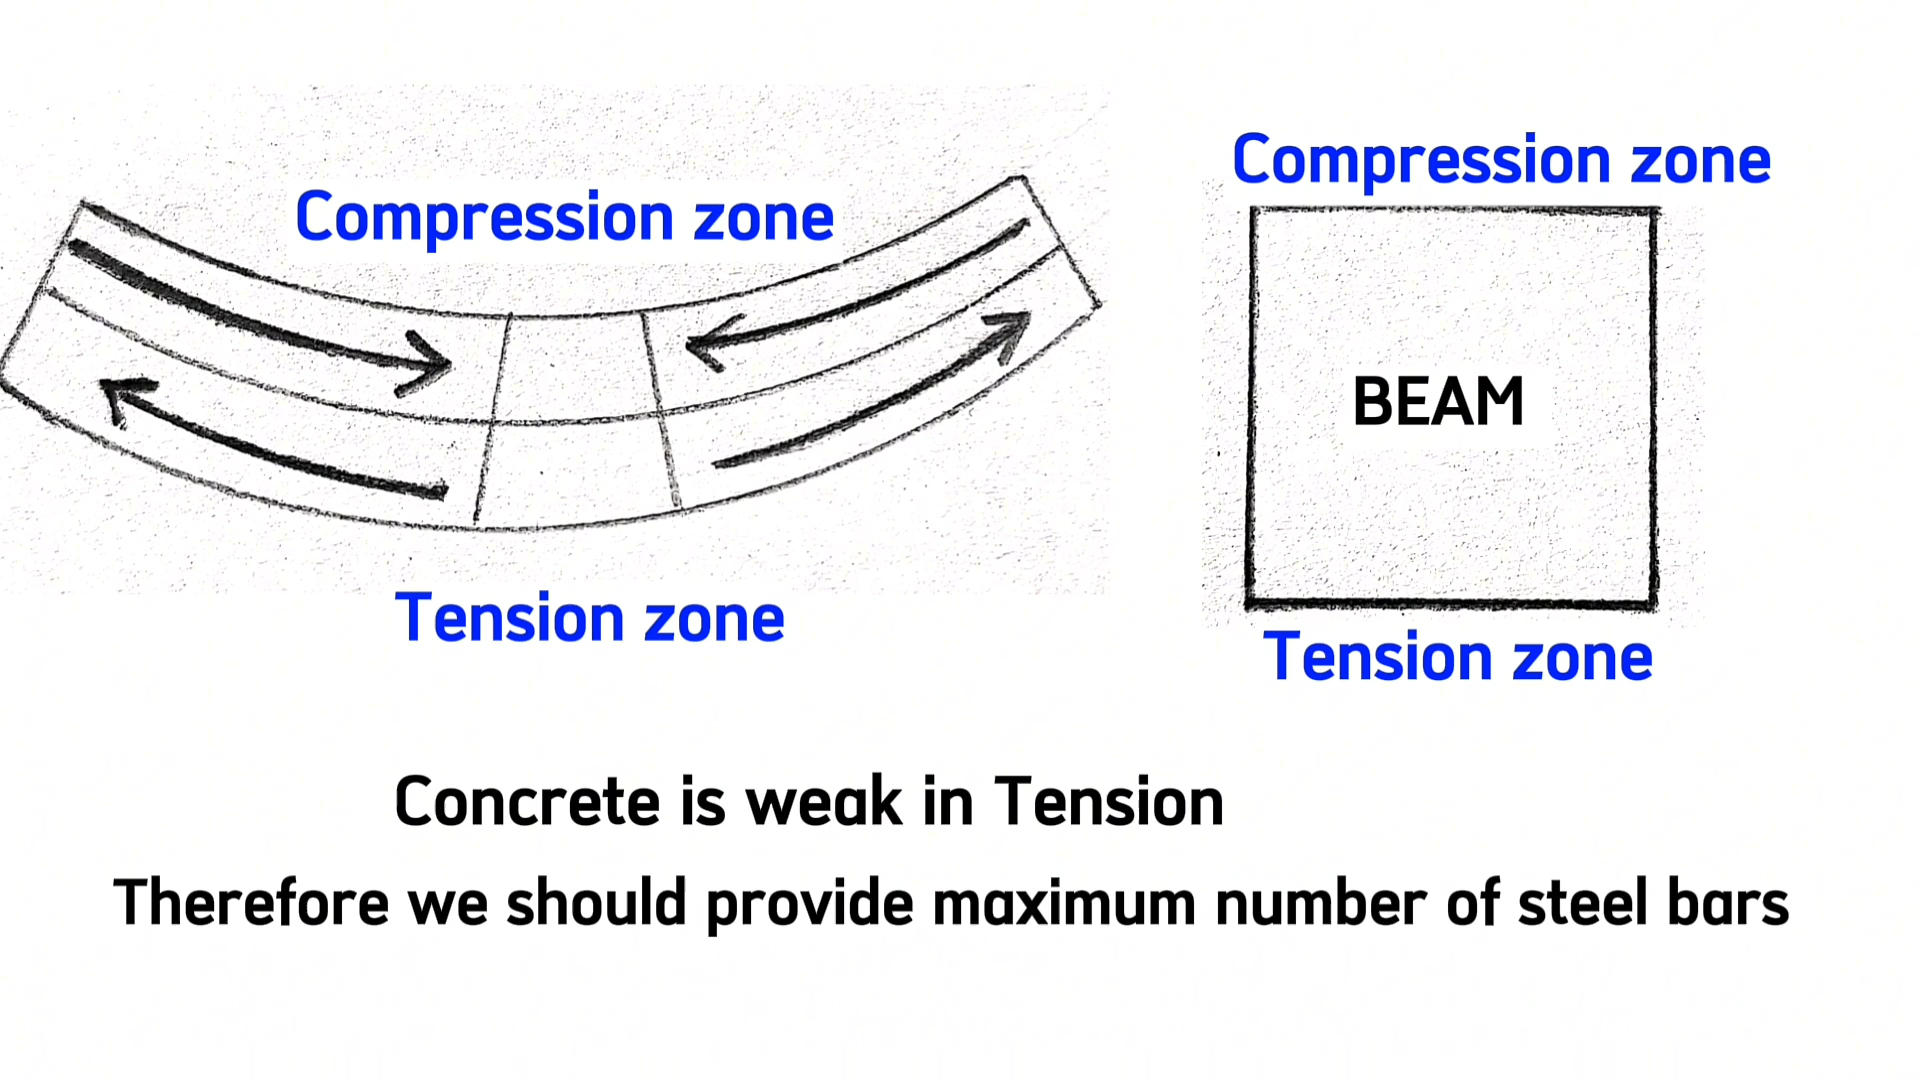 Compression zone
Tension zone
Compression zone
BEAM
Tension zone
Concrete is weak in Tension
Therefore we should provide maximum number of steel bars